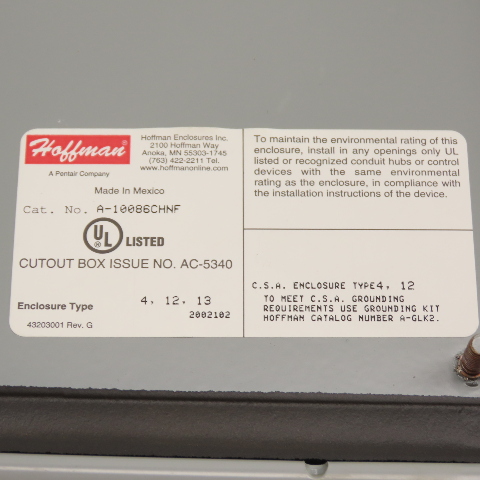 Hoffman®
A Pentair Company
Hoffman Enclosures Inc.
2100 Hoffman Way
Anoka, MN 55303-1745
(763) 422-2211 Tel.
www.hoffmanonline.com
Made In Mexico
Cat. No. A-10086CHNF
UL LISTED
CUTOUT BOX ISSUE NO. AC-5340
Enclosure Type 4, 12, 13
43203001 Rev. G 2002102
To maintain the environmental rating of this
enclosure, install in any openings only UL
listed or recognized conduit hubs or control
devices with the same environmental
rating as the enclosure, in compliance with
the installation instructions of the device.
C.S.A. ENCLOSURE TYPE 4, 12
TO MEET C.S.A. GROUNDING
REQUIREMENTS USE GROUNDING KIT
HOFFMAN CATALOG NUMBER A-GLK2.